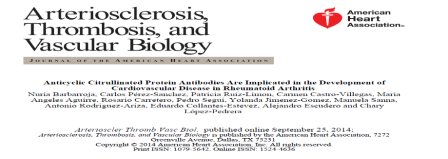 Arteriosclerosis,
Thrombosis, and
Vascular Biology
American
Heart
Association®
JOURNAL OF THE AMERICAN HEART ASSOCIATION
Anticyclic Citrullinated Protein Antibodies Are Implicated in the Development of
Cardiovascular Disease in Rheumatoid Arthritis
Nuria Barbarroja, Carlos Pérez-Sanchez, Patricia Ruiz-Limon, Carmen Castro-Villegas, Maria
Angeles Aguirre, Rosario Carretero, Pedro Segui, Yolanda Jimenez-Gomez, Manuela Sanna,
Antonio Rodriguez-Ariza, Eduardo Collantes-Estevez, Alejandro Escudero and Chary
López-Pedrera
Arterioscler Thromb Vasc Biol. published online September 25, 2014;
Arteriosclerosis, Thrombosis, and Vascular Biology is published by the American Heart Association, 7272
Greenville Avenue, Dallas, TX 75231
Copyright © 2014 American Heart Association, Inc. All rights reserved.
Print ISSN: 1079-5642. Online ISSN: 1524-4636